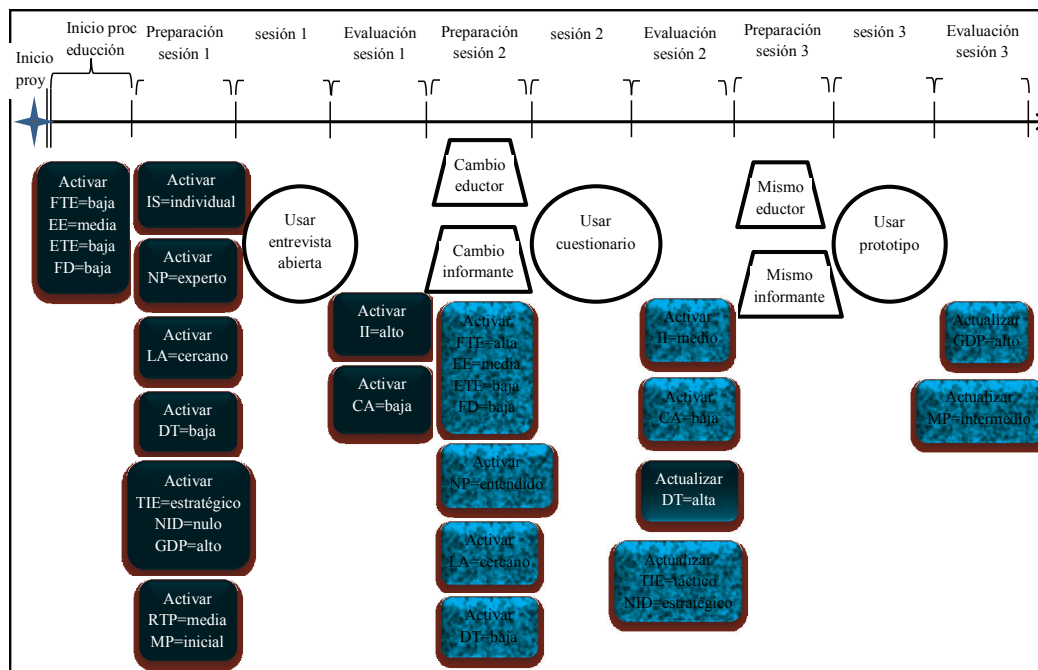 Inicio
proy
Inicio proc
educción
Preparación
sesión 1
sesión 1
Evaluación
sesión 1
Preparación
sesión 2
sesión 2
Evaluación
sesión 2
Preparación
sesión 3
sesión 3
Evaluación
sesión 3
Activar
FTE=baja
EE=media
ETE=baja
FD=baja
Activar
IS=individual
Activar
NP=experto
Activar
LA=cercano
Activar
DT=baja
Activar
TIE=estratégico
NID=nulo
GDP=alto
Activar
RTP=media
MP=inicial
Usar
entrevista
abierta
Activar
II=alto
Activar
CA=baja
Cambio
eductor
Cambio
informante
Activar
FTE=alta
EE=media
ETE=baja
FD=baja
Activar
NP=entendido
Activar
LA=cercano
Activar
DT=baja
Usar
cuestionario
Activar
II=medio
Activar
CA=baja
Actualizar
DT=alta
Actualizar
TIE=táctico
NID=estratégico
Mismo
eductor
Mismo
informante
Usar
prototipo
Actualizar
GDP=alto
Actualizar
MP=intermedio